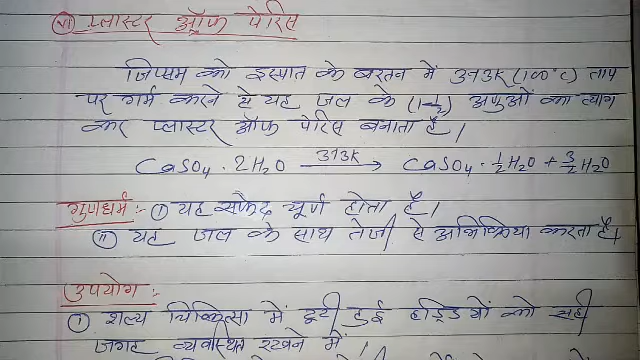 (vi) प्लास्टर ऑफ पेरिस
जिप्सम को इस्पात के बरतन में 373K (100°C) ताप
पर गर्म करने से यह जल के (1½) अणुओं का त्याग
कर प्लास्टर ऑफ पेरिस बनाता है।
CaSO₄ · 2H₂O —373K→ CaSO₄ · ½H₂O + 3/2 H₂O
गुणधर्म :- (i) यह सफेद चूर्ण होता है।
(ii) यह जल के साथ तेजी से अभिक्रिया करता है।
उपयोग :-
(i) शल्य चिकित्सा में टूटी हुई हड्डियों को सही
जगह व्यवस्थित रखने में।